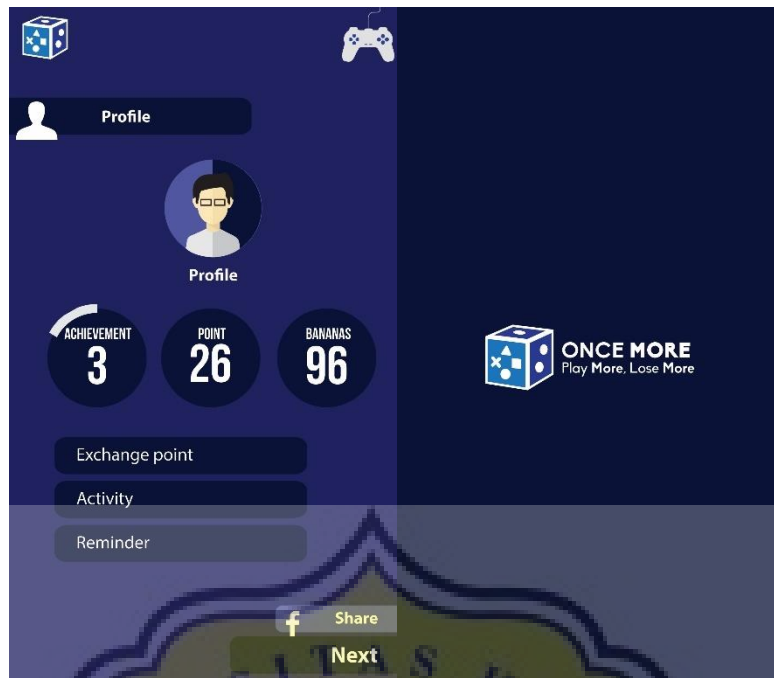 Profile
Profile
ACHIEVEMENT
3
POINT
26
BANANAS
96
Exchange point
Activity
Reminder
f Share
Next
ONCE MORE
Play More, Lose More